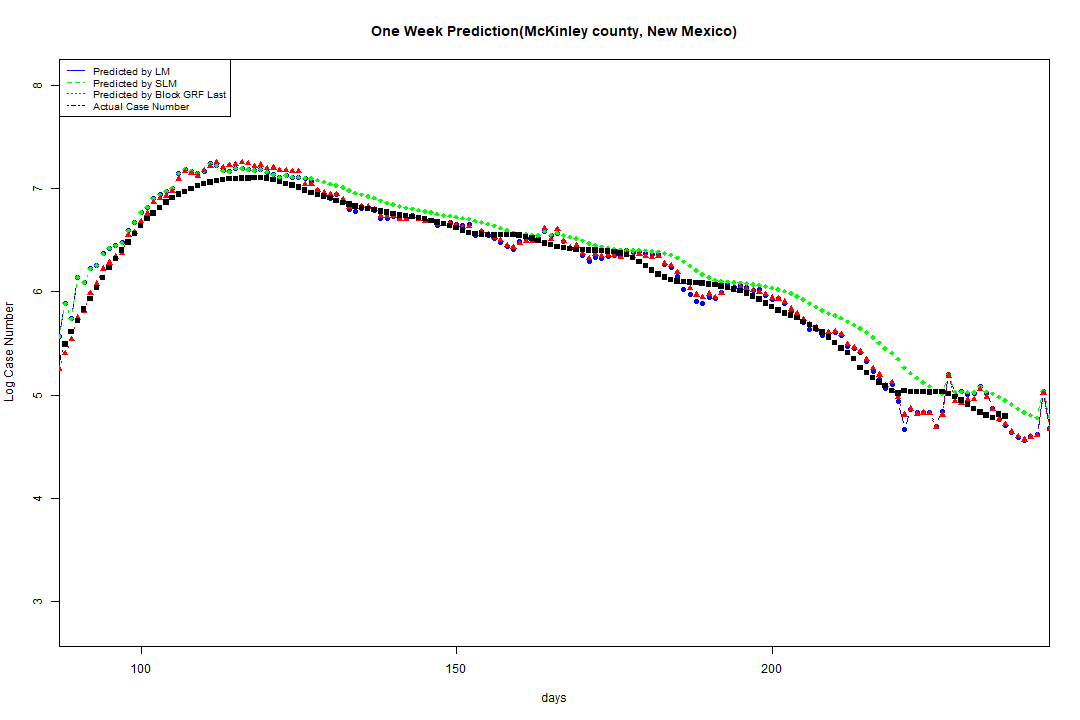 One Week Prediction(McKinley county, New Mexico)
Predicted by LM
Predicted by SLM
Predicted by Block GRF Last
Actual Case Number
8
7
6
5
4
3
Log Case Number
100 150 200
days